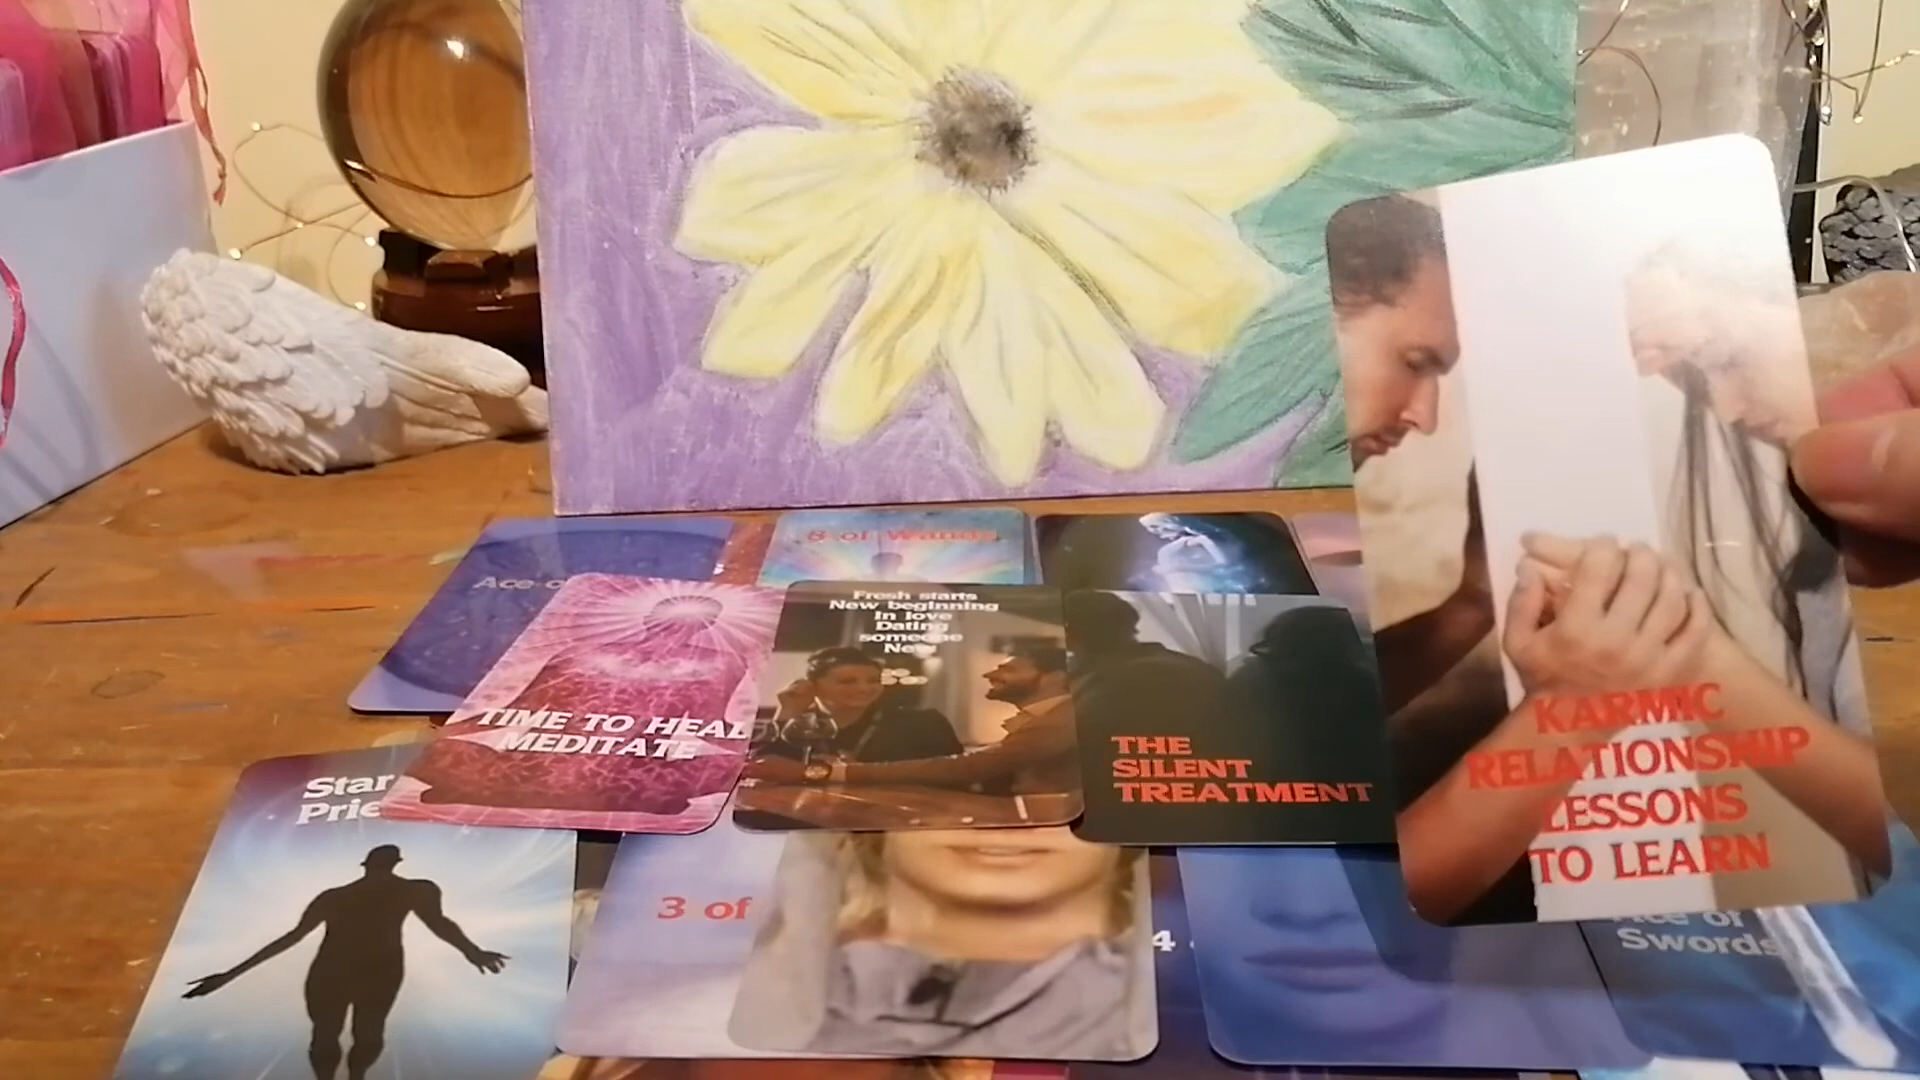 8 of Wands
Ace o
Fresh starts
New beginning
In love
Dating
someone
New
TIME TO HEAL
MEDITATE
THE
SILENT
TREATMENT
KARMIC
RELATIONSHIP
LESSONS
TO LEARN
Star
Prie
3 of
4
Ace of
Swords